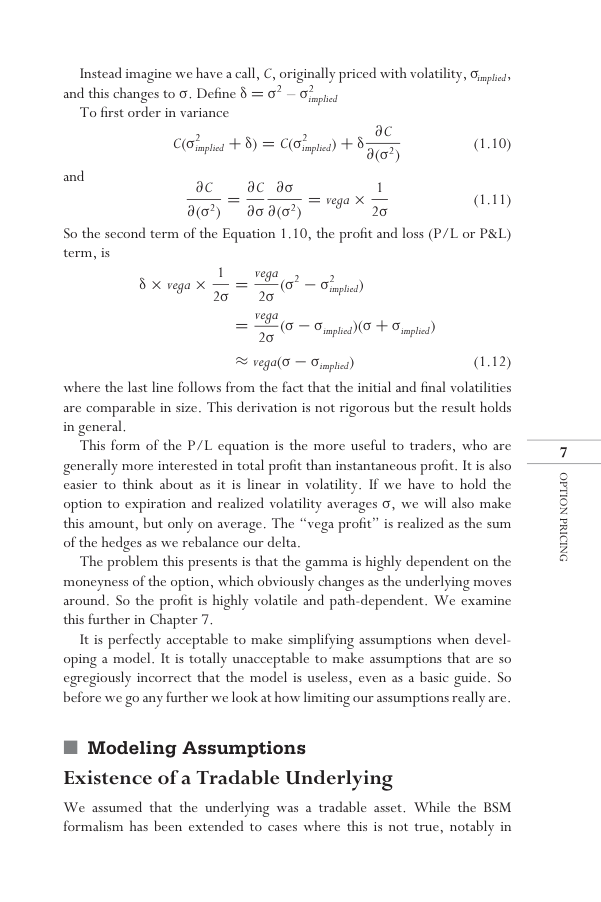 Instead imagine we have a call, C, originally priced with volatility, σ_implied,
and this changes to σ. Define δ = σ² – σ²_implied
To first order in variance
C(σ²_implied + δ) = C(σ²_implied) + δ ∂C/∂(σ²) (1.10)
and
∂C/∂(σ²) = ∂C/∂σ ∂σ/∂(σ²) = vega × 1/2σ (1.11)
So the second term of the Equation 1.10, the profit and loss (P/L or P&L)
term, is
δ × vega × 1/2σ = vega/2σ (σ² − σ²_implied)
= vega/2σ (σ − σ_implied)(σ + σ_implied)
≈ vega(σ − σ_implied) (1.12)
where the last line follows from the fact that the initial and final volatilities
are comparable in size. This derivation is not rigorous but the result holds
in general.
This form of the P/L equation is the more useful to traders, who are
generally more interested in total profit than instantaneous profit. It is also
easier to think about as it is linear in volatility. If we have to hold the
option to expiration and realized volatility averages σ, we will also make
this amount, but only on average. The “vega profit” is realized as the sum
of the hedges as we rebalance our delta.
The problem this presents is that the gamma is highly dependent on the
moneyness of the option, which obviously changes as the underlying moves
around. So the profit is highly volatile and path-dependent. We examine
this further in Chapter 7.
It is perfectly acceptable to make simplifying assumptions when devel-
oping a model. It is totally unacceptable to make assumptions that are so
egregiously incorrect that the model is useless, even as a basic guide. So
before we go any further we look at how limiting our assumptions really are.
Modeling Assumptions
Existence of a Tradable Underlying
We assumed that the underlying was a tradable asset. While the BSM
formalism has been extended to cases where this is not true, notably in
7
OPTION PRICING